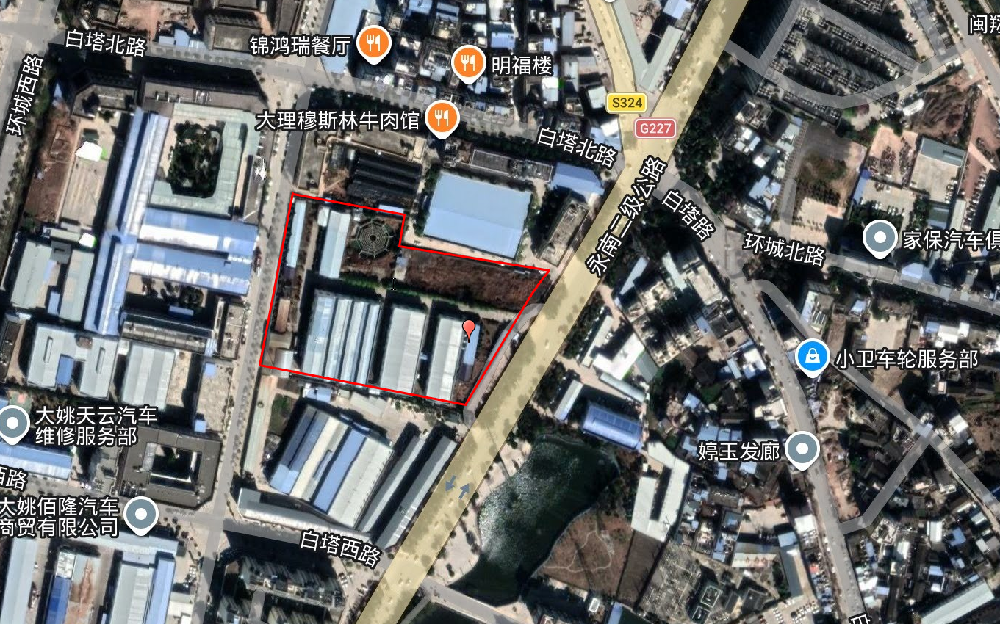 闽翔
白塔北路
锦鸿瑞餐厅
明福楼
环城西路
S324
大理穆斯林牛肉馆
G227
白塔北路
永南二级公路
白塔路
环城北路
家保汽车俱
小卫车轮服务部
大姚天云汽车
维修服务部
婷玉发廊
西路
大姚佰隆汽车
商贸有限公司
白塔西路